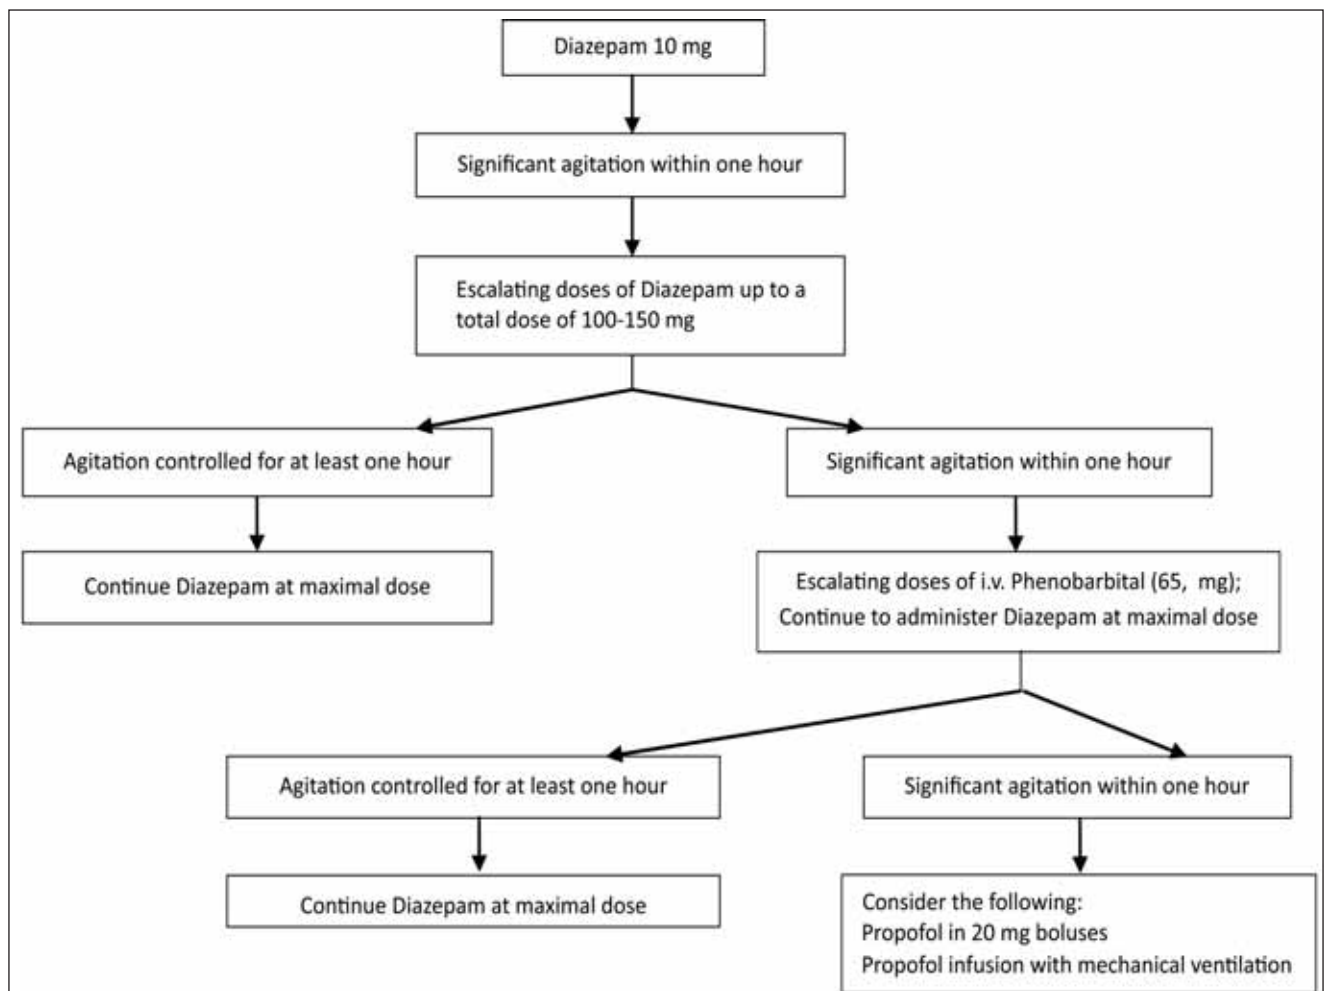 Diazepam 10 mg
Significant agitation within one hour
Escalating doses of Diazepam up to a
total dose of 100-150 mg
Agitation controlled for at least one hour
Significant agitation within one hour
Continue Diazepam at maximal dose
Escalating doses of i.v. Phenobarbital (65,  mg);
Continue to administer Diazepam at maximal dose
Agitation controlled for at least one hour
Significant agitation within one hour
Continue Diazepam at maximal dose
Consider the following:
Propofol in 20 mg boluses
Propofol infusion with mechanical ventilation